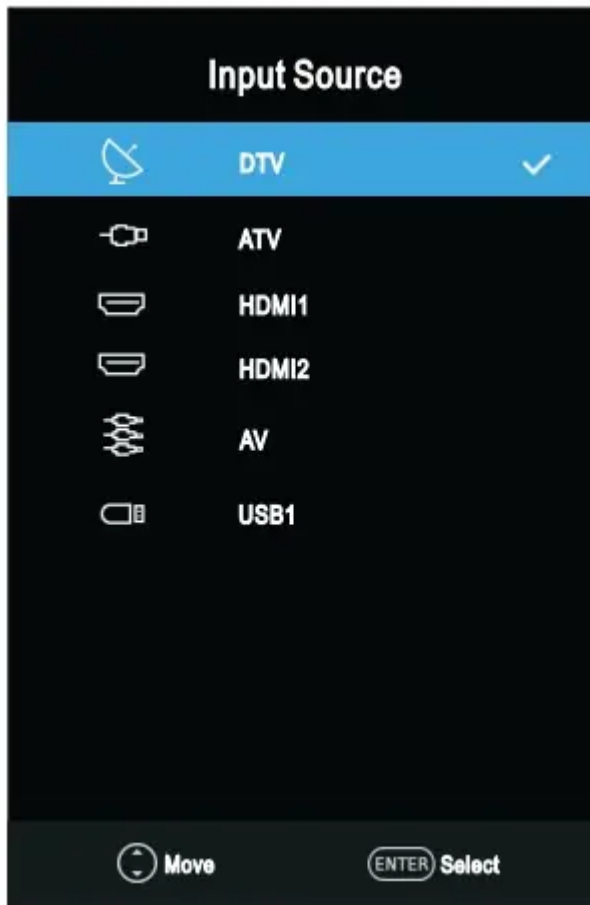 Input Source
DTV
ATV
HDMI1
HDMI2
AV
USB1
Move ENTER Select